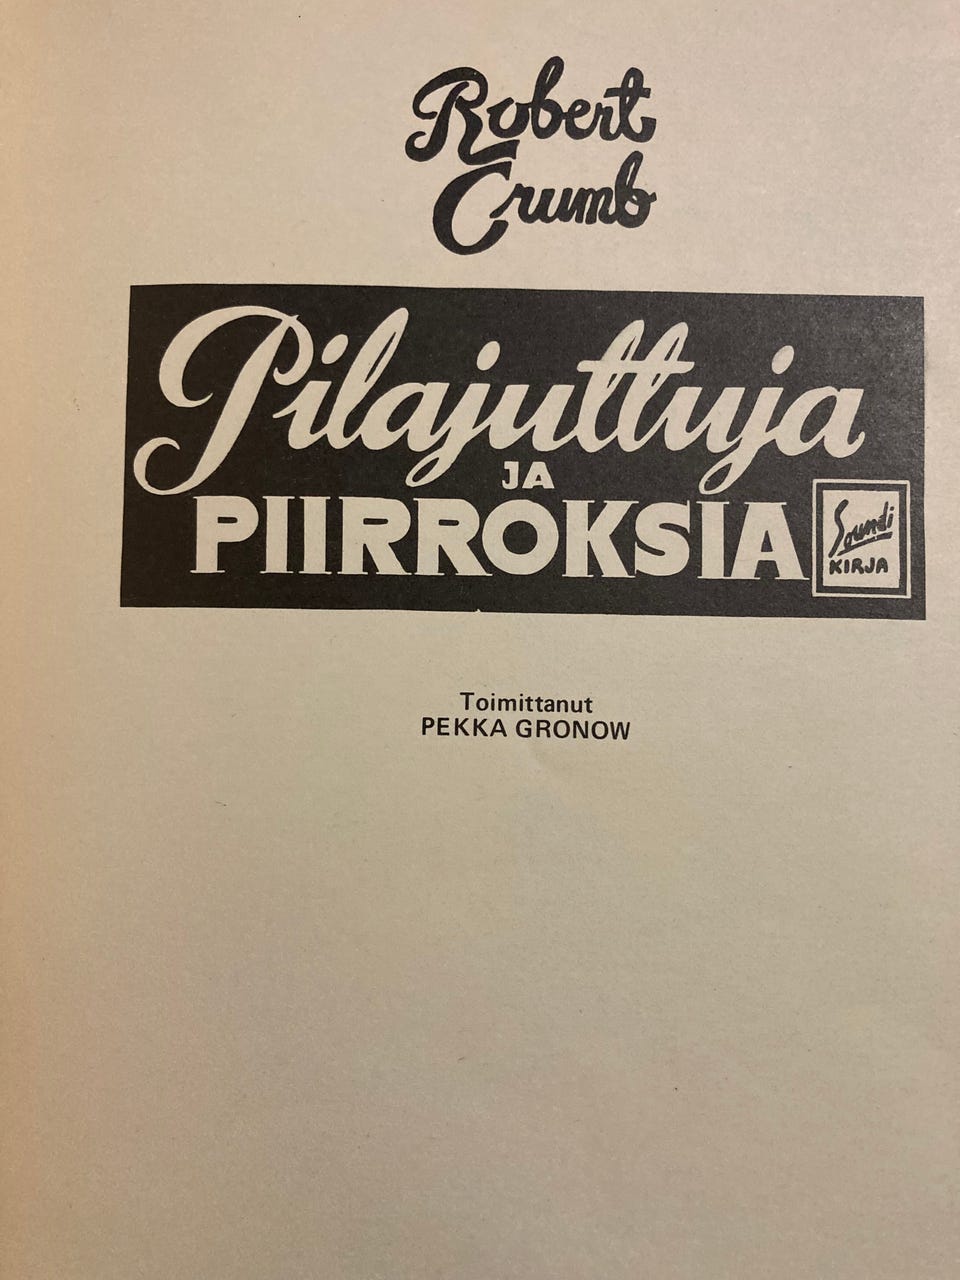 Robert
Crumb
Pilajuttuja
JA
PIIRROKSIA
Soundi
KIRJA
Toimittanut
PEKKA GRONOW